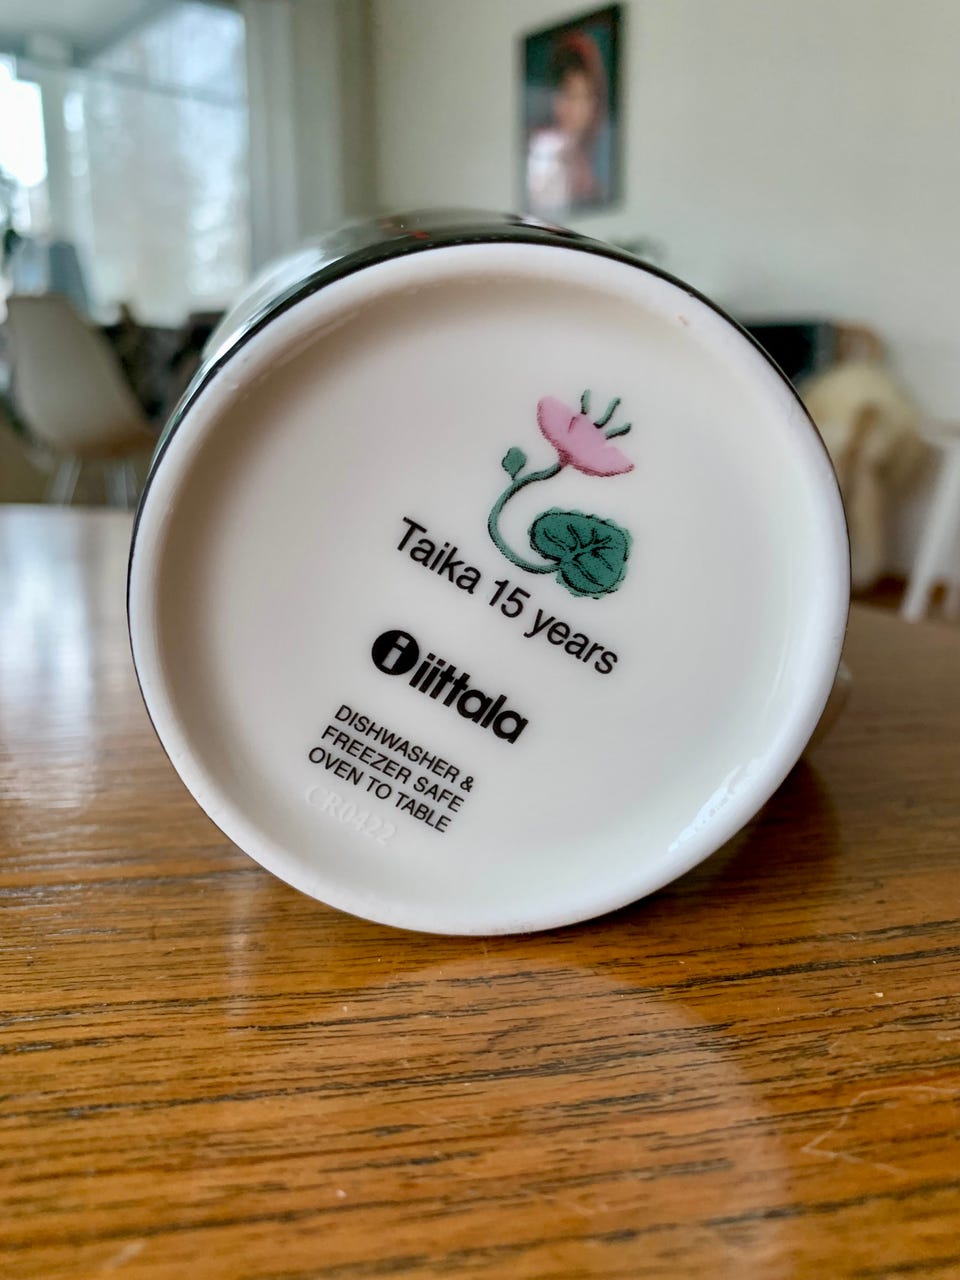 Taika 15 years
i iittala
DISHWASHER &
FREEZER SAFE
OVEN TO TABLE
CR0422